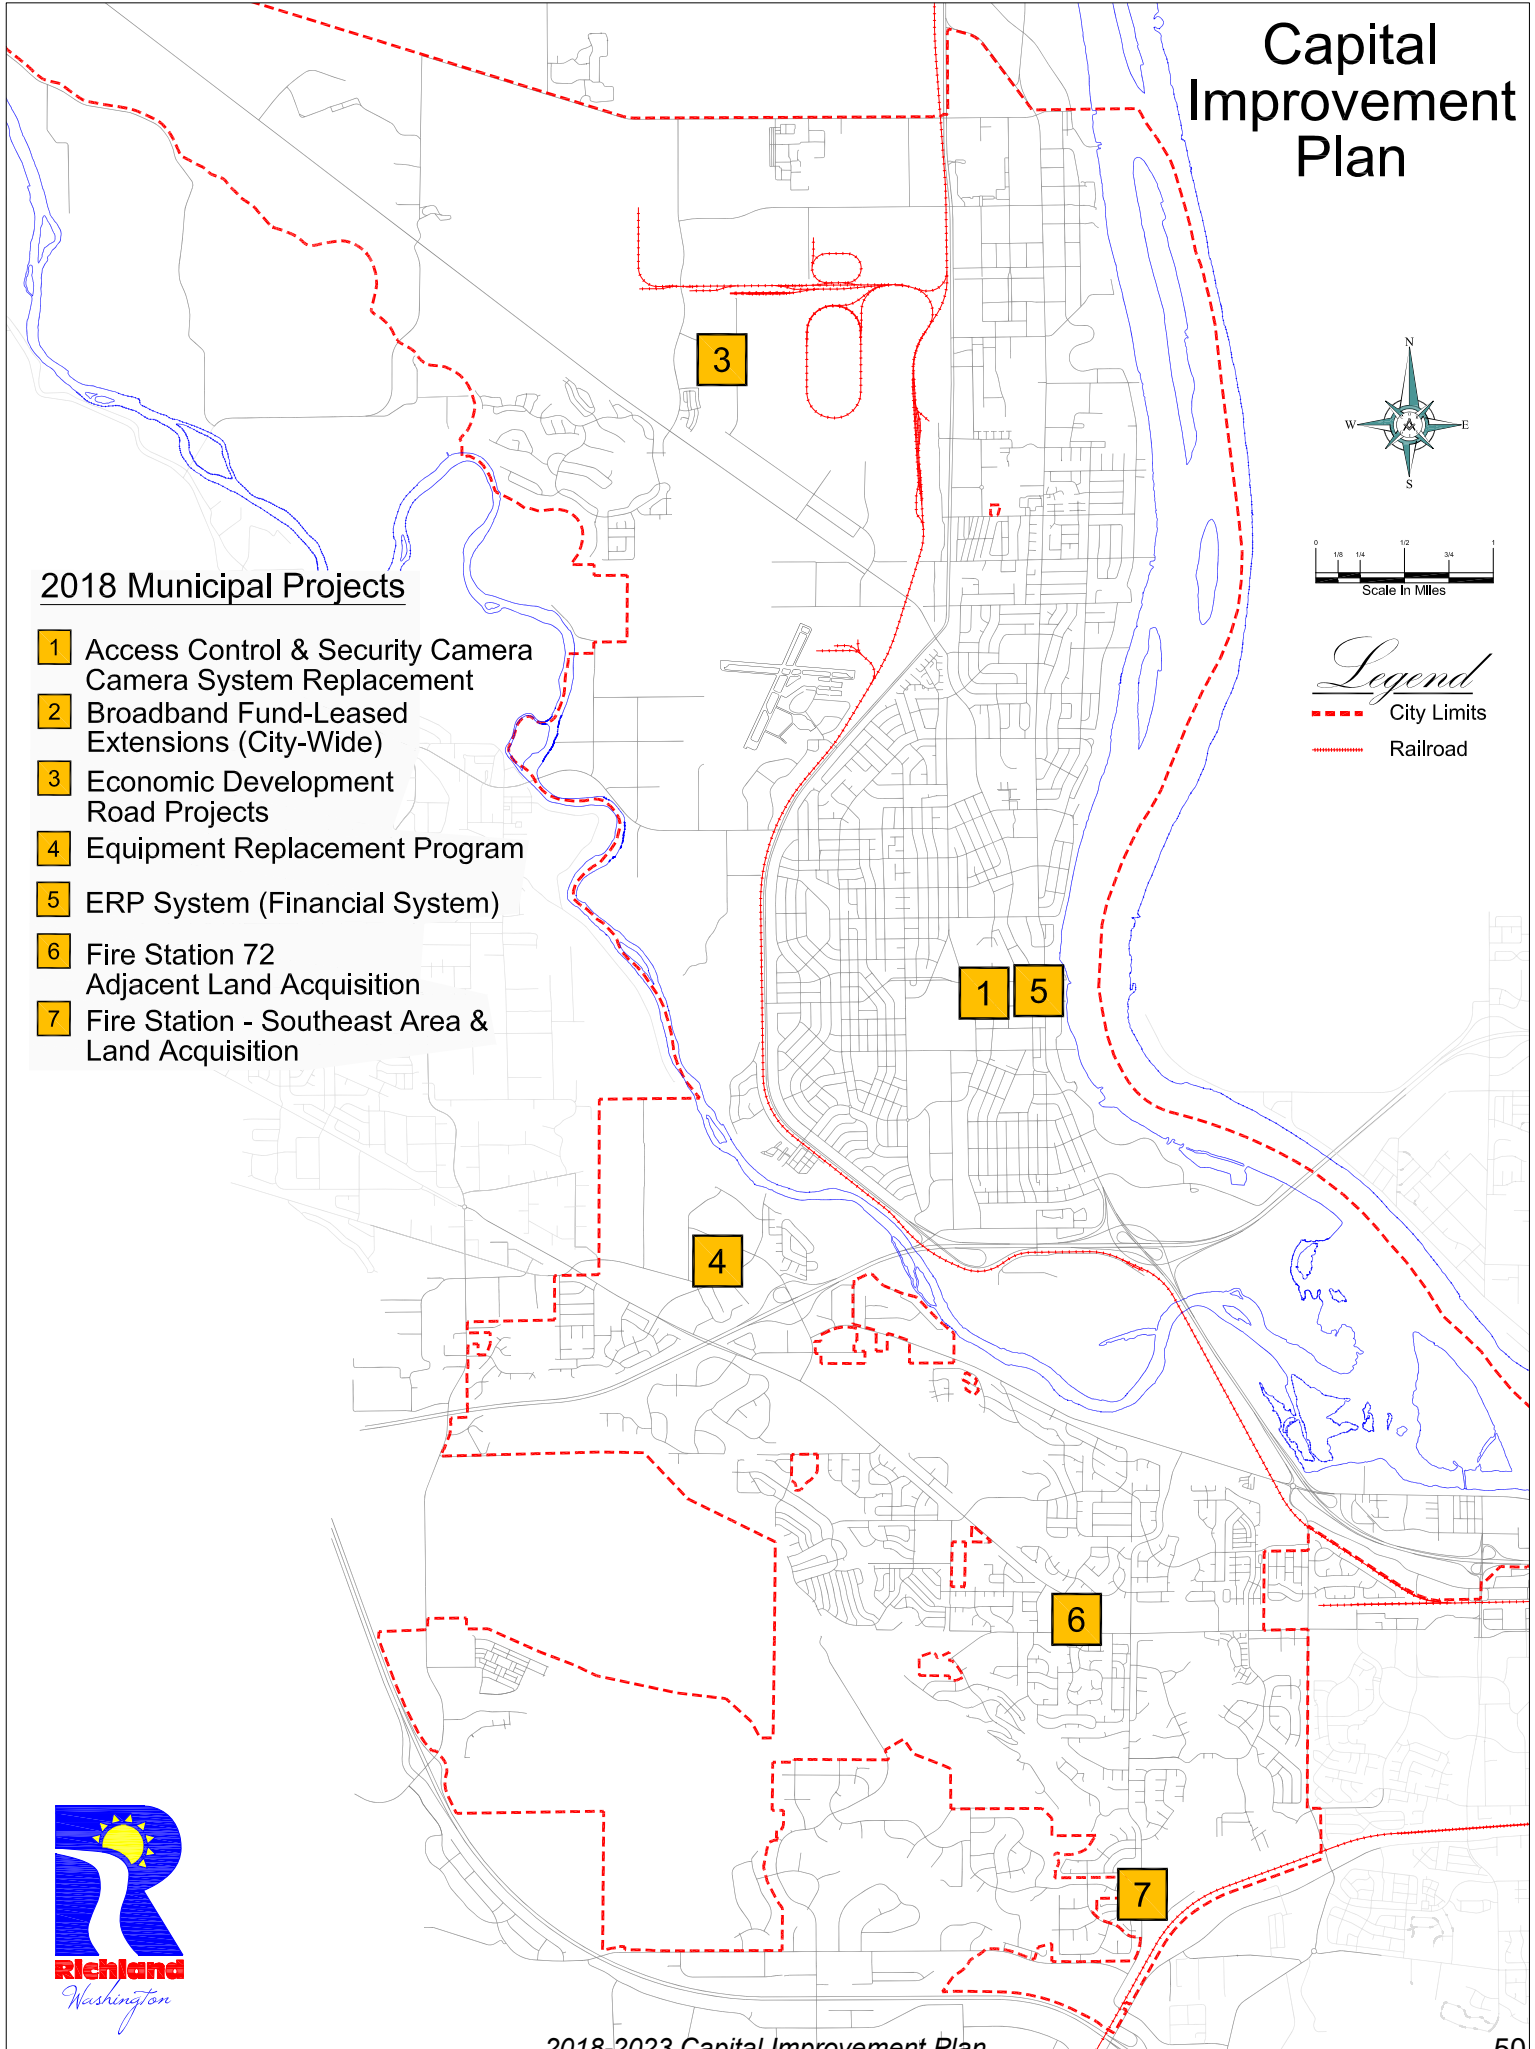 Capital
Improvement
Plan
N
W
E
S
0
1/8
1/4
1/2
3/4
1
Scale In Miles
Legend
City Limits
Railroad
2018 Municipal Projects
1 Access Control & Security Camera
Camera System Replacement
2 Broadband Fund-Leased
Extensions (City-Wide)
3 Economic Development
Road Projects
4 Equipment Replacement Program
5 ERP System (Financial System)
6 Fire Station 72
Adjacent Land Acquisition
7 Fire Station - Southeast Area &
Land Acquisition
3
1
5
4
6
7
R
Richland
Washington
2018-2023 Capital Improvement Plan
50